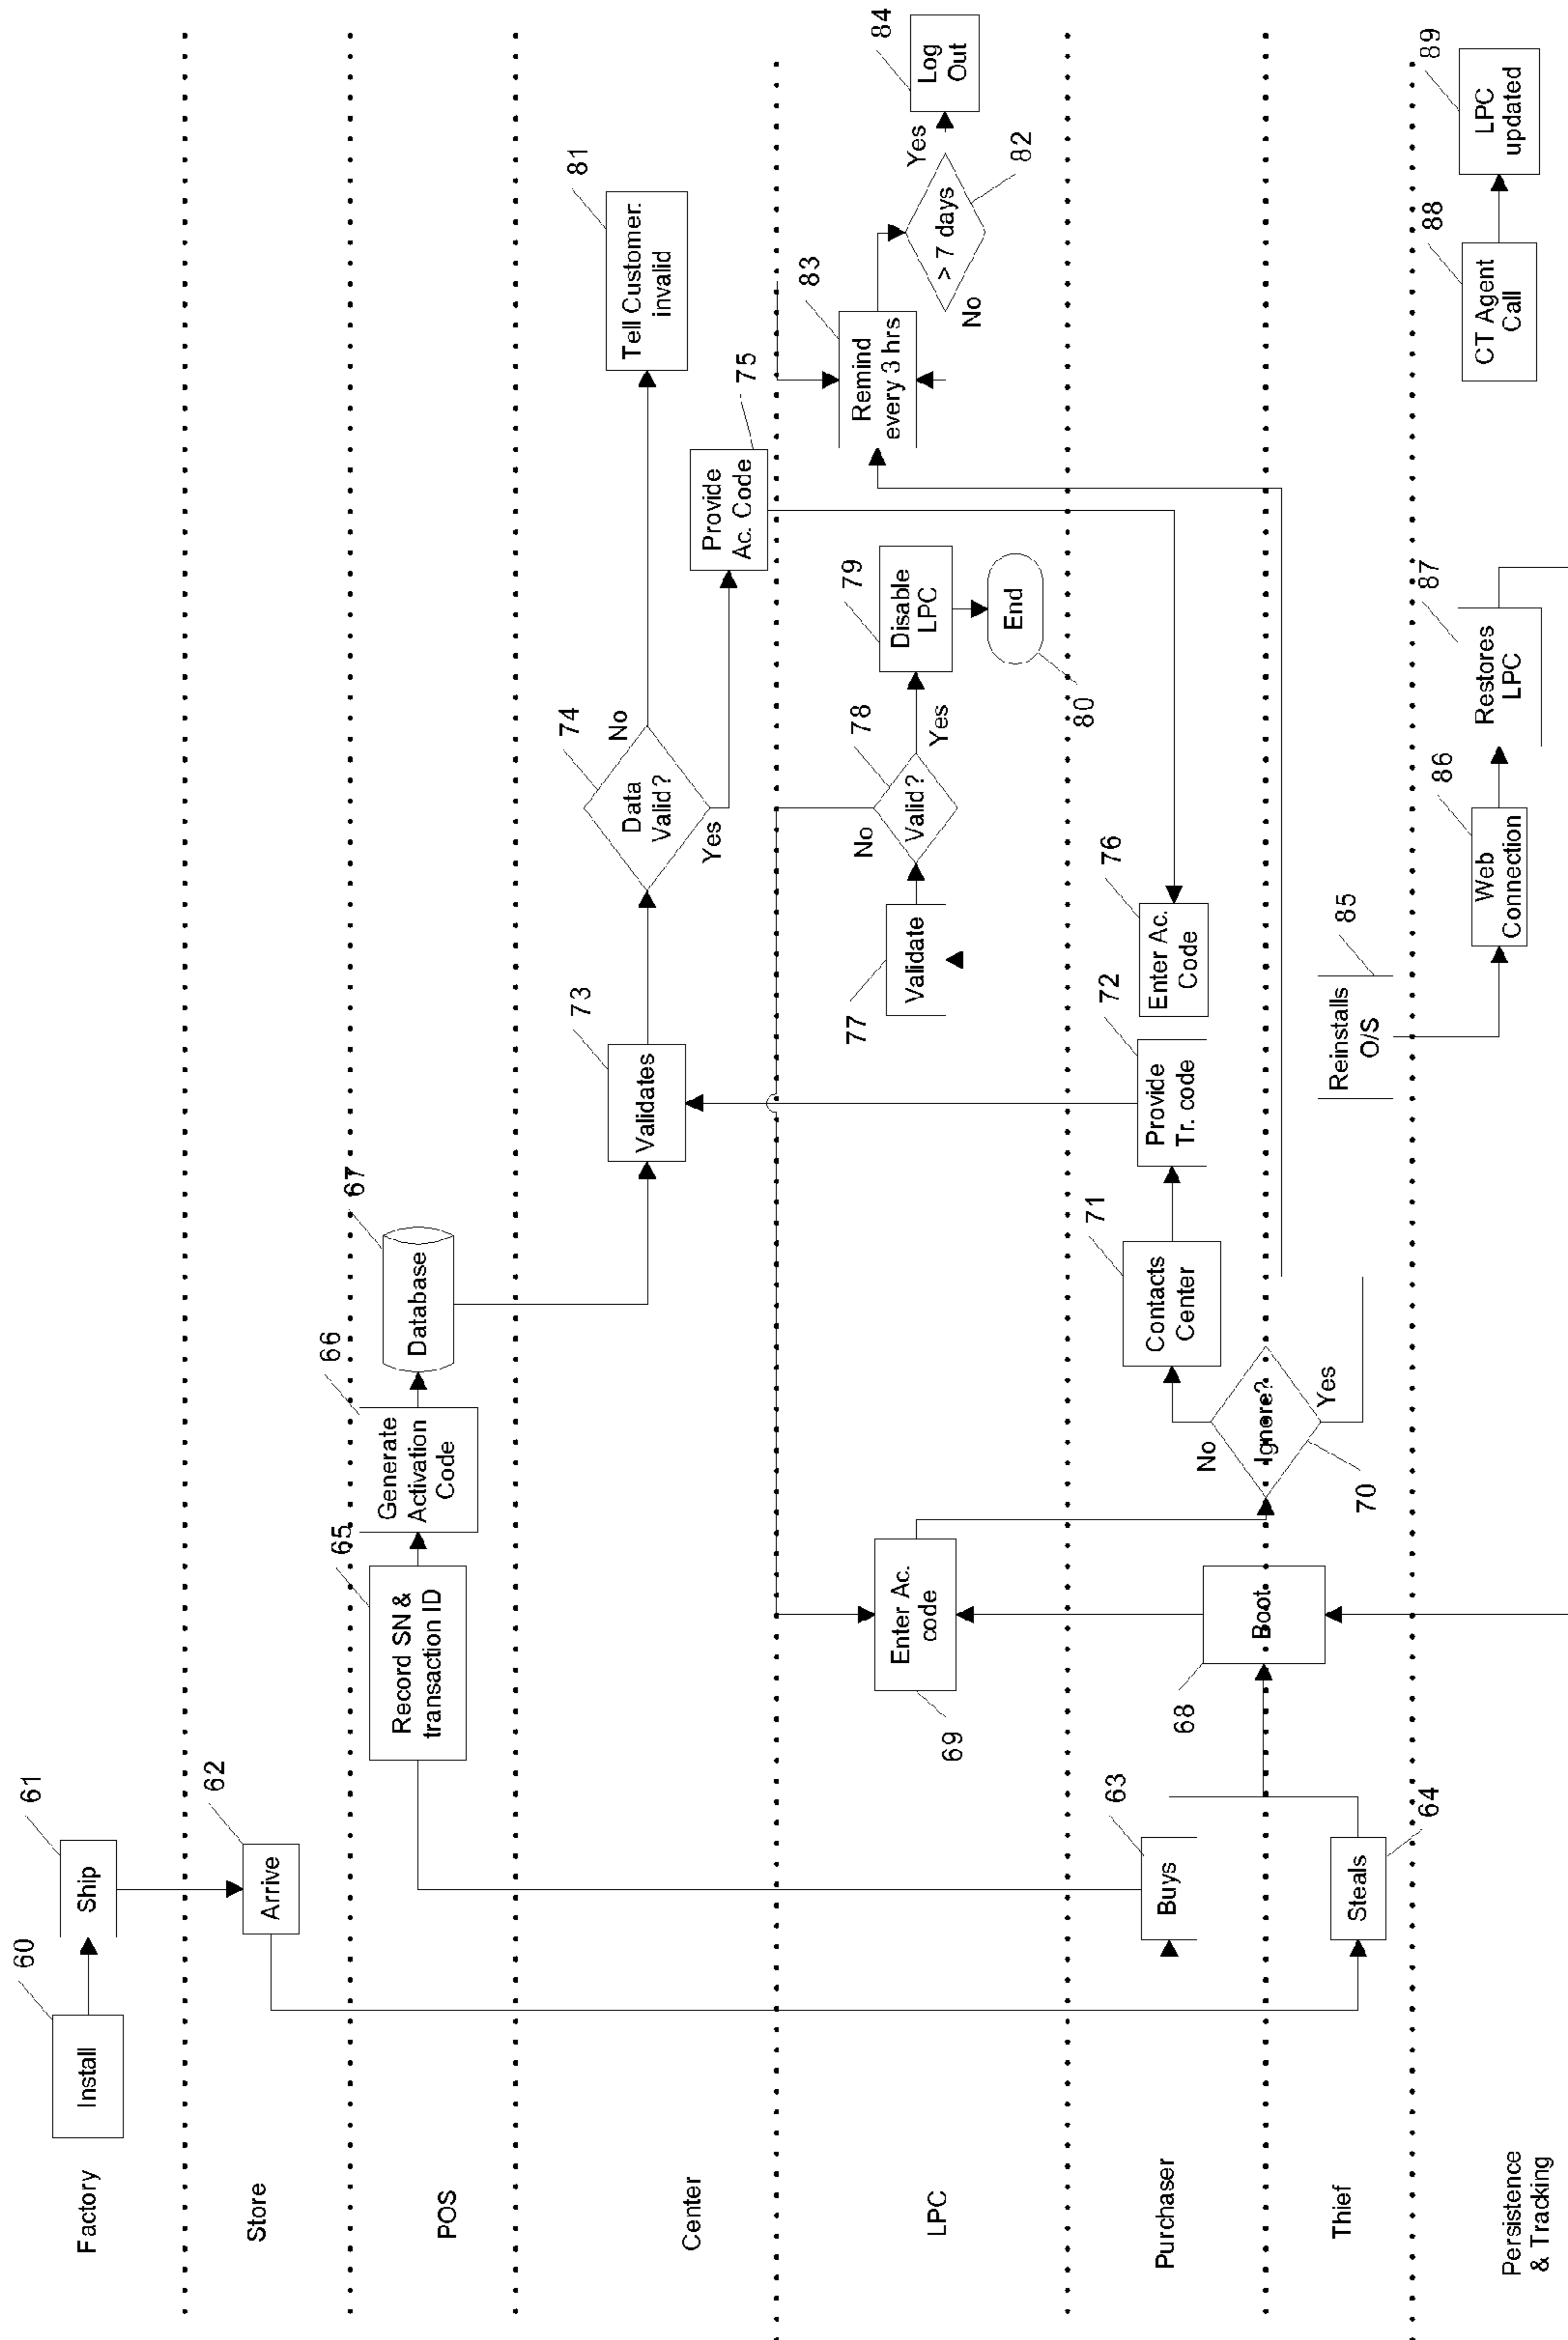 Factory
60
Install
61
Ship
Store
62
Arrive
POS
65
Record SN &
transaction ID
66
Generate
Activation
Code
67
Database
Center
73
Validates
74
Data
Valid?
No
Yes
75
Provide
Ac. Code
81
Tell Customer:
invalid
LPC
69
Enter Ac.
code
77
Validate
78
Valid?
No
Yes
79
Disable
LPC
80
End
83
Remind
every 3 hrs
82
> 7 days
No
Yes
84
Log
Out
Purchaser
63
Buys
68
Boot
70
Ignore?
No
Yes
71
Contacts
Center
72
Provide
Tr. code
76
Enter Ac.
Code
Thief
64
Steals
85
Reinstalls
O/S
Persistence
& Tracking
86
Web
Connection
87
Restores
LPC
88
CT Agent
Call
89
LPC
updated